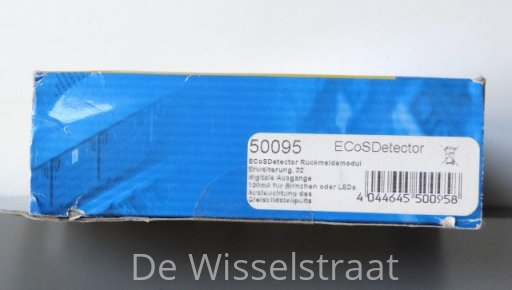 50095 ECoSDetector
ECoSDetector Rückmeldemodul
Erweiterung, 32
digitale Ausgänge
100mA für Birnchen oder LEDs
Ausleuchtung des
Gleisbildstellpults
4 044645 500958
De Wisselstraat